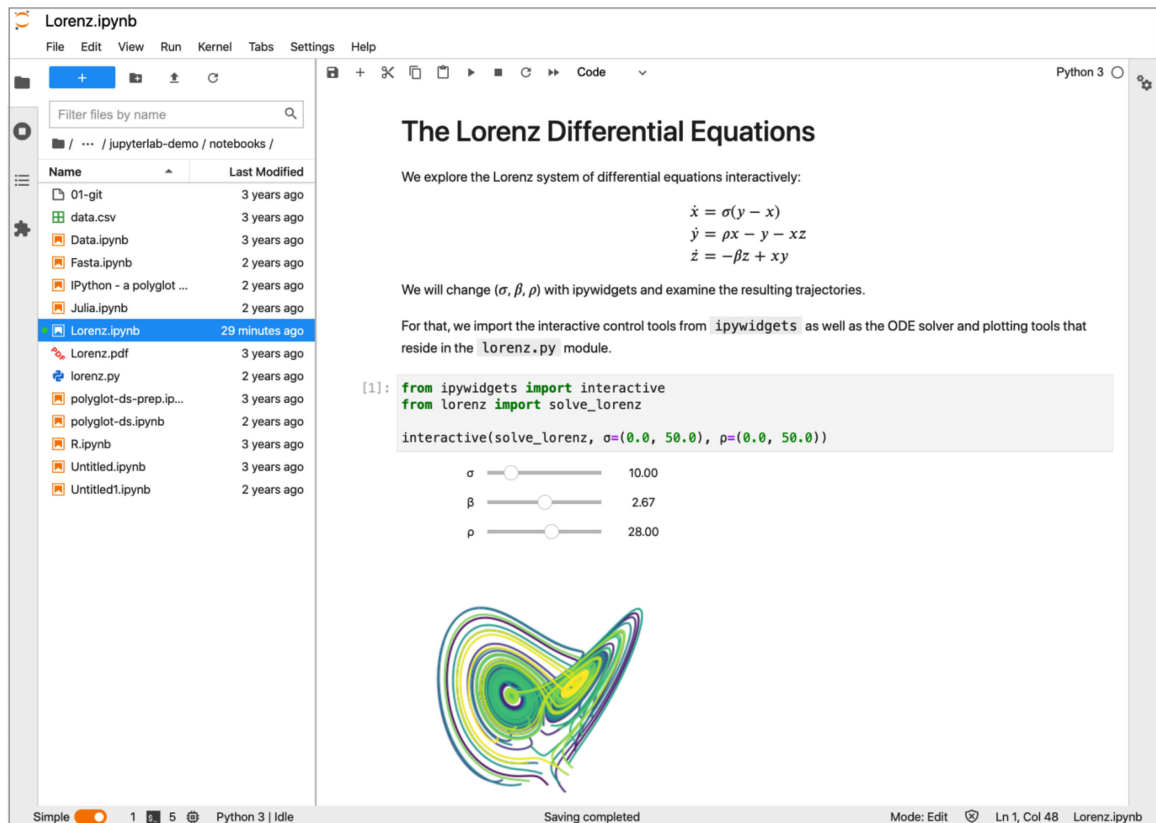 Lorenz.ipynb
File Edit View Run Kernel Tabs Settings Help
+
Code
Python 3
Filter files by name
/ ··· / jupyterlab-demo / notebooks /
Name Last Modified
01-git 3 years ago
data.csv 3 years ago
Data.ipynb 3 years ago
Fasta.ipynb 2 years ago
IPython - a polyglot ... 2 years ago
Julia.ipynb 2 years ago
Lorenz.ipynb 29 minutes ago
Lorenz.pdf 3 years ago
lorenz.py 2 years ago
polyglot-ds-prep.ip... 3 years ago
polyglot-ds.ipynb 2 years ago
R.ipynb 3 years ago
Untitled.ipynb 3 years ago
Untitled1.ipynb 2 years ago
The Lorenz Differential Equations
We explore the Lorenz system of differential equations interactively:
ẋ = σ(y − x)
ẏ = ρx − y − xz
ż = −βz + xy
We will change (σ, β, ρ) with ipywidgets and examine the resulting trajectories.
For that, we import the interactive control tools from ipywidgets as well as the ODE solver and plotting tools that
reside in the lorenz.py module.
[1]: from ipywidgets import interactive
from lorenz import solve_lorenz
interactive(solve_lorenz, σ=(0.0, 50.0), ρ=(0.0, 50.0))
σ 10.00
β 2.67
ρ 28.00
Simple 1 5 Python 3 | Idle Saving completed Mode: Edit Ln 1, Col 48 Lorenz.ipynb